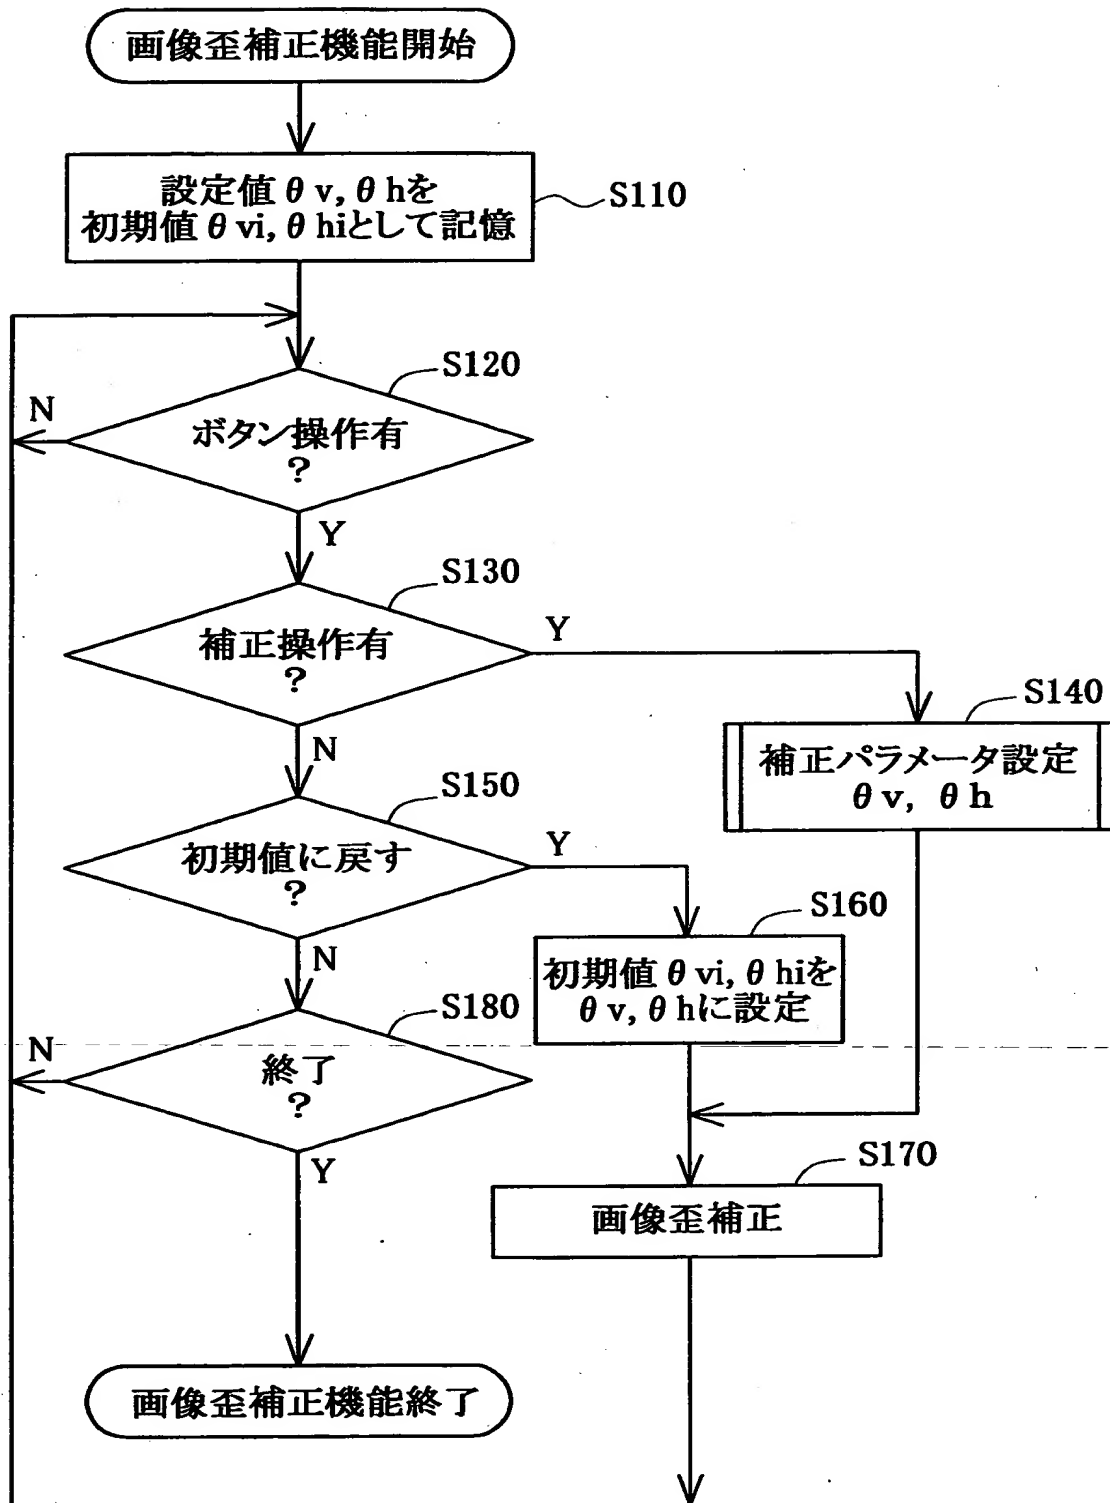 画像歪補正機能開始
設定値θv,θhを
初期値θvi,θhiとして記憶
S110
S120
N
ボタン操作有
?
Y
S130
補正操作有
?
Y
N
S140
補正パラメータ設定
θv, θh
S150
初期値に戻す
?
Y
N
S160
初期値θvi,θhiを
θv,θhに設定
S180
N
終了
?
Y
S170
画像歪補正
画像歪補正機能終了